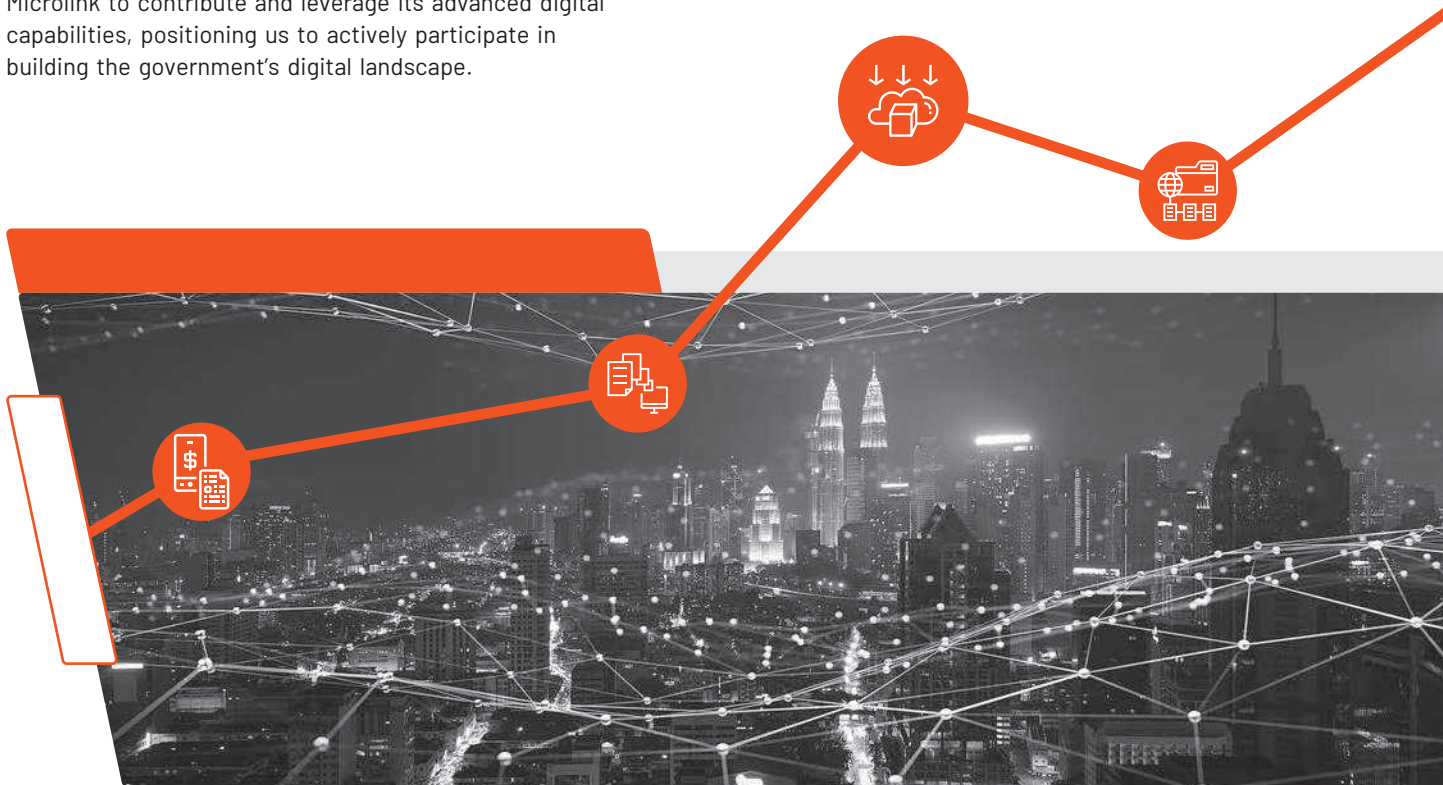 Microlink to contribute and leverage its advanced digital
capabilities, positioning us to actively participate in
building the government's digital landscape.
$